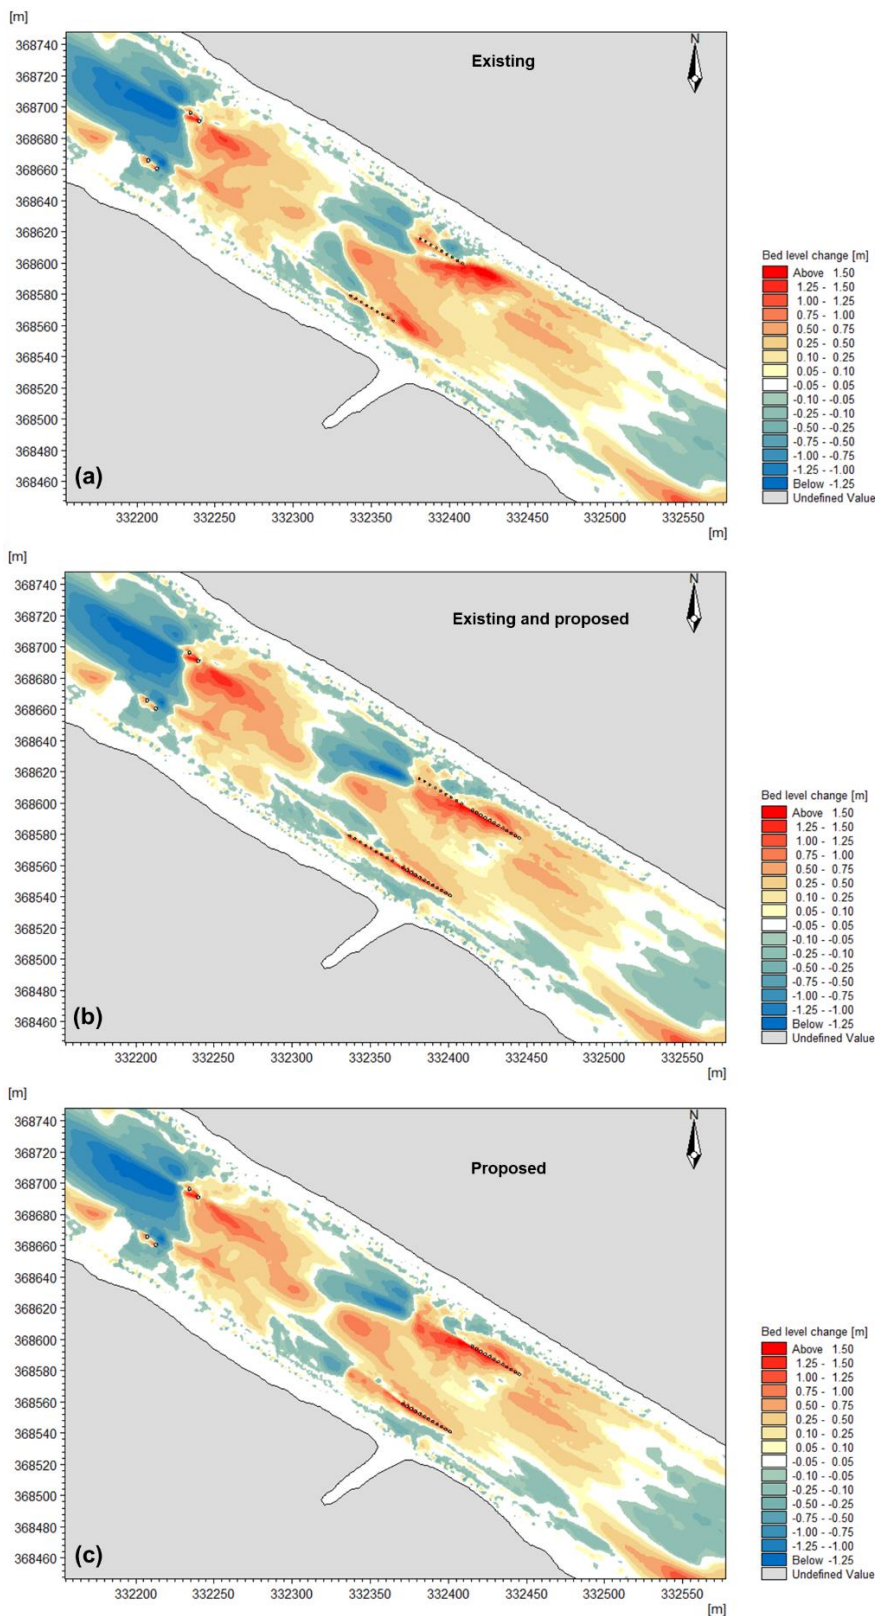 [m]
Existing
N
368740
368720
368700
368680
368660
368640
368620
368600
368580
368560
368540
368520
368500
368480
368460
(a)
332200 332250 332300 332350 332400 332450 332500 332550
[m]
Bed level change [m]
Above 1.50
1.25 - 1.50
1.00 - 1.25
0.75 - 1.00
0.50 - 0.75
0.25 - 0.50
0.10 - 0.25
0.05 - 0.10
-0.05 - 0.05
-0.10 - -0.05
-0.25 - -0.10
-0.50 - -0.25
-0.75 - -0.50
-1.00 - -0.75
-1.25 - -1.00
Below -1.25
Undefined Value
[m]
Existing and proposed
N
368740
368720
368700
368680
368660
368640
368620
368600
368580
368560
368540
368520
368500
368480
368460
(b)
332200 332250 332300 332350 332400 332450 332500 332550
[m]
Bed level change [m]
Above 1.50
1.25 - 1.50
1.00 - 1.25
0.75 - 1.00
0.50 - 0.75
0.25 - 0.50
0.10 - 0.25
0.05 - 0.10
-0.05 - 0.05
-0.10 - -0.05
-0.25 - -0.10
-0.50 - -0.25
-0.75 - -0.50
-1.00 - -0.75
-1.25 - -1.00
Below -1.25
Undefined Value
[m]
Proposed
N
368740
368720
368700
368680
368660
368640
368620
368600
368580
368560
368540
368520
368500
368480
368460
(c)
332200 332250 332300 332350 332400 332450 332500 332550
[m]
Bed level change [m]
Above 1.50
1.25 - 1.50
1.00 - 1.25
0.75 - 1.00
0.50 - 0.75
0.25 - 0.50
0.10 - 0.25
0.05 - 0.10
-0.05 - 0.05
-0.10 - -0.05
-0.25 - -0.10
-0.50 - -0.25
-0.75 - -0.50
-1.00 - -0.75
-1.25 - -1.00
Below -1.25
Undefined Value